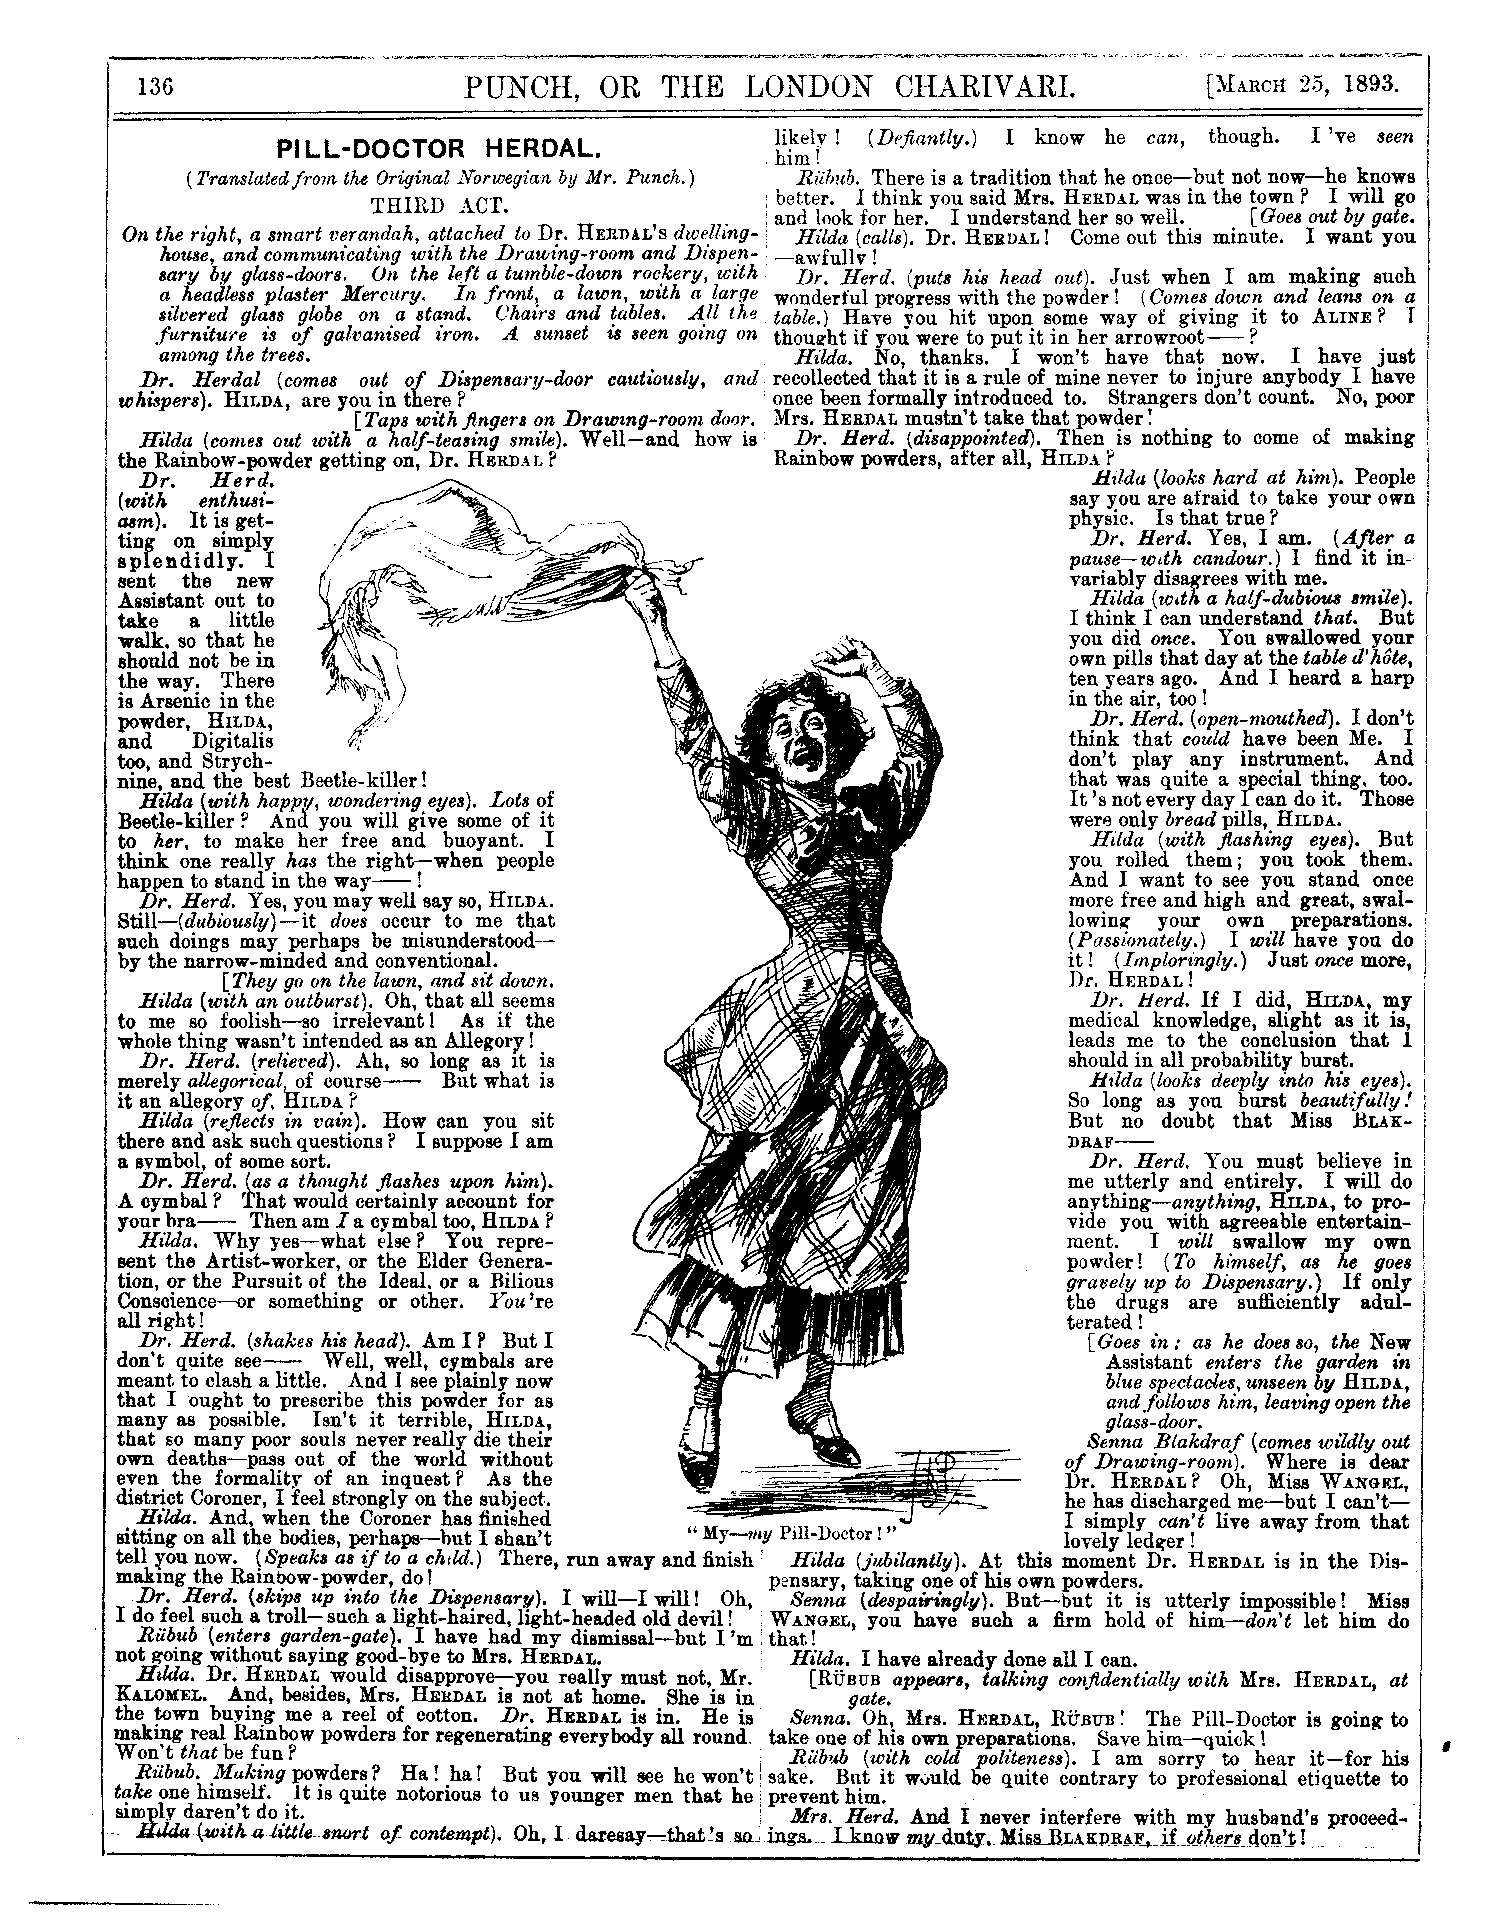 136
PUNCH, OR THE LONDON CHARIVARI.
[MARCH 25, 1893.
PILL-DOCTOR HERDAL.
(Translated from the Original Norwegian by Mr. Punch.)
THIRD ACT.
On the right, a smart verandah, attached to Dr. HERDAL'S dwelling-
house, and communicating with the Drawing-room and Dispen-
sary by glass-doors. On the left a tumble-down rockery, with
a headless plaster Mercury. In front, a lawn, with a large
silvered glass globe on a stand. Chairs and tables. All the
furniture is of galvanised iron. A sunset is seen going on
among the trees.
Dr. Herdal (comes out of Dispensary-door cautiously, and
whispers). HILDA, are you in there?
[Taps with fingers on Drawing-room door.
Hilda (comes out with a half-teasing smile). Well—and how is
the Rainbow-powder getting on, Dr. HERDAL?
Dr. Herd.
(with enthusi-
asm). It is get-
ting on simply
splendidly. I
sent the new
Assistant out to
take a little
walk, so that he
should not be in
the way. There
is Arsenic in the
powder, HILDA,
and Digitalis
too, and Strych-
nine, and the best Beetle-killer!
Hilda (with happy, wondering eyes). Lots of
Beetle-killer? And you will give some of it
to her, to make her free and buoyant. I
think one really has the right—when people
happen to stand in the way——!
Dr. Herd. Yes, you may well say so, HILDA.
Still—(dubiously)—it does occur to me that
such doings may perhaps be misunderstood—
by the narrow-minded and conventional.
[They go on the lawn, and sit down.
Hilda (with an outburst). Oh, that all seems
to me so foolish—so irrelevant! As if the
whole thing wasn't intended as an Allegory!
Dr. Herd. (relieved). Ah, so long as it is
merely allegorical, of course—— But what is
it an allegory of, HILDA?
Hilda (reflects in vain). How can you sit
there and ask such questions? I suppose I am
a symbol, of some sort.
Dr. Herd. (as a thought flashes upon him).
A cymbal? That would certainly account for
your bra—— Then am I a cymbal too, HILDA?
Hilda. Why yes—what else? You repre-
sent the Artist-worker, or the Elder Genera-
tion, or the Pursuit of the Ideal, or a Bilious
Conscience—or something or other. You're
all right!
Dr. Herd. (shakes his head). Am I? But I
don't quite see—— Well, well, cymbals are
meant to clash a little. And I see plainly now
that I ought to prescribe this powder for as
many as possible. Isn't it terrible, HILDA,
that so many poor souls never really die their
own deaths—pass out of the world without
even the formality of an inquest? As the
district Coroner, I feel strongly on the subject.
Hilda. And, when the Coroner has finished
sitting on all the bodies, perhaps—but I shan't
tell you now. (Speaks as if to a child.) There, run away and finish
making the Rainbow-powder, do!
Dr. Herd. (skips up into the Dispensary). I will—I will! Oh,
I do feel such a troll—such a light-haired, light-headed old devil!
Rübub (enters garden-gate). I have had my dismissal—but I'm
not going without saying good-bye to Mrs. HERDAL.
Hilda. Dr. HERDAL would disapprove—you really must not, Mr.
KALOMEL. And, besides, Mrs. HERDAL is not at home. She is in
the town buying me a reel of cotton. Dr. HERDAL is in. He is
making real Rainbow powders for regenerating everybody all round.
Won't that be fun?
Rübub. Making powders? Ha! ha! But you will see he won't
take one himself. It is quite notorious to us younger men that he
simply daren't do it.
Hilda (with a little snort of contempt). Oh, I daresay—that's so
likely! (Defiantly.) I know he can, though. I've seen
him!
Rübub. There is a tradition that he once—but not now—he knows
better. I think you said Mrs. HERDAL was in the town? I will go
and look for her. I understand her so well. [Goes out by gate.
Hilda (calls). Dr. HERDAL! Come out this minute. I want you
—awfully!
Dr. Herd. (puts his head out). Just when I am making such
wonderful progress with the powder! (Comes down and leans on a
table.) Have you hit upon some way of giving it to ALINE? I
thought if you were to put it in her arrowroot——?
Hilda. No, thanks. I won't have that now. I have just
recollected that it is a rule of mine never to injure anybody I have
once been formally introduced to. Strangers don't count. No, poor
Mrs. HERDAL mustn't take that powder!
Dr. Herd. (disappointed). Then is nothing to come of making
Rainbow powders, after all, HILDA?
Hilda (looks hard at him). People
say you are afraid to take your own
physic. Is that true?
Dr. Herd. Yes, I am. (After a
pause—with candour.) I find it in-
variably disagrees with me.
Hilda (with a half-dubious smile).
I think I can understand that. But
you did once. You swallowed your
own pills that day at the table d'hôte,
ten years ago. And I heard a harp
in the air, too!
Dr. Herd. (open-mouthed). I don't
think that could have been Me. I
don't play any instrument. And
that was quite a special thing, too.
It's not every day I can do it. Those
were only bread pills, HILDA.
Hilda (with flashing eyes). But
you rolled them; you took them.
And I want to see you stand once
more free and high and great, swal-
lowing your own preparations.
(Passionately.) I will have you do
it! (Imploringly.) Just once more,
Dr. HERDAL!
Dr. Herd. If I did, HILDA, my
medical knowledge, slight as it is,
leads me to the conclusion that I
should in all probability burst.
Hilda (looks deeply into his eyes).
So long as you burst beautifully!
But no doubt that Miss BLAK-
DRAF——
Dr. Herd. You must believe in
me utterly and entirely. I will do
anything—anything, HILDA, to pro-
vide you with agreeable entertain-
ment. I will swallow my own
powder! (To himself, as he goes
gravely up to Dispensary.) If only
the drugs are sufficiently adul-
terated!
[Goes in; as he does so, the New
Assistant enters the garden in
blue spectacles, unseen by HILDA,
and follows him, leaving open the
glass-door.
Senna Blakdraf (comes wildly out
of Drawing-room). Where is dear
Dr. HERDAL? Oh, Miss WANGEL,
he has discharged me—but I can't—
I simply can't live away from that
lovely ledger!
"My—my Pill-Doctor!"
Hilda (jubilantly). At this moment Dr. HERDAL is in the Dis-
pensary, taking one of his own powders.
Senna (despairingly). But—but it is utterly impossible! Miss
WANGEL, you have such a firm hold of him—don't let him do
that!
Hilda. I have already done all I can.
[RÜBUB appears, talking confidentially with Mrs. HERDAL, at
gate.
Senna. Oh, Mrs. HERDAL, RÜBUB! The Pill-Doctor is going to
take one of his own preparations. Save him—quick!
Rübub (with cold politeness). I am sorry to hear it—for his
sake. But it would be quite contrary to professional etiquette to
prevent him.
Mrs. Herd. And I never interfere with my husband's proceed-
ings. I know my duty, Miss BLAKDRAF, if others don't!